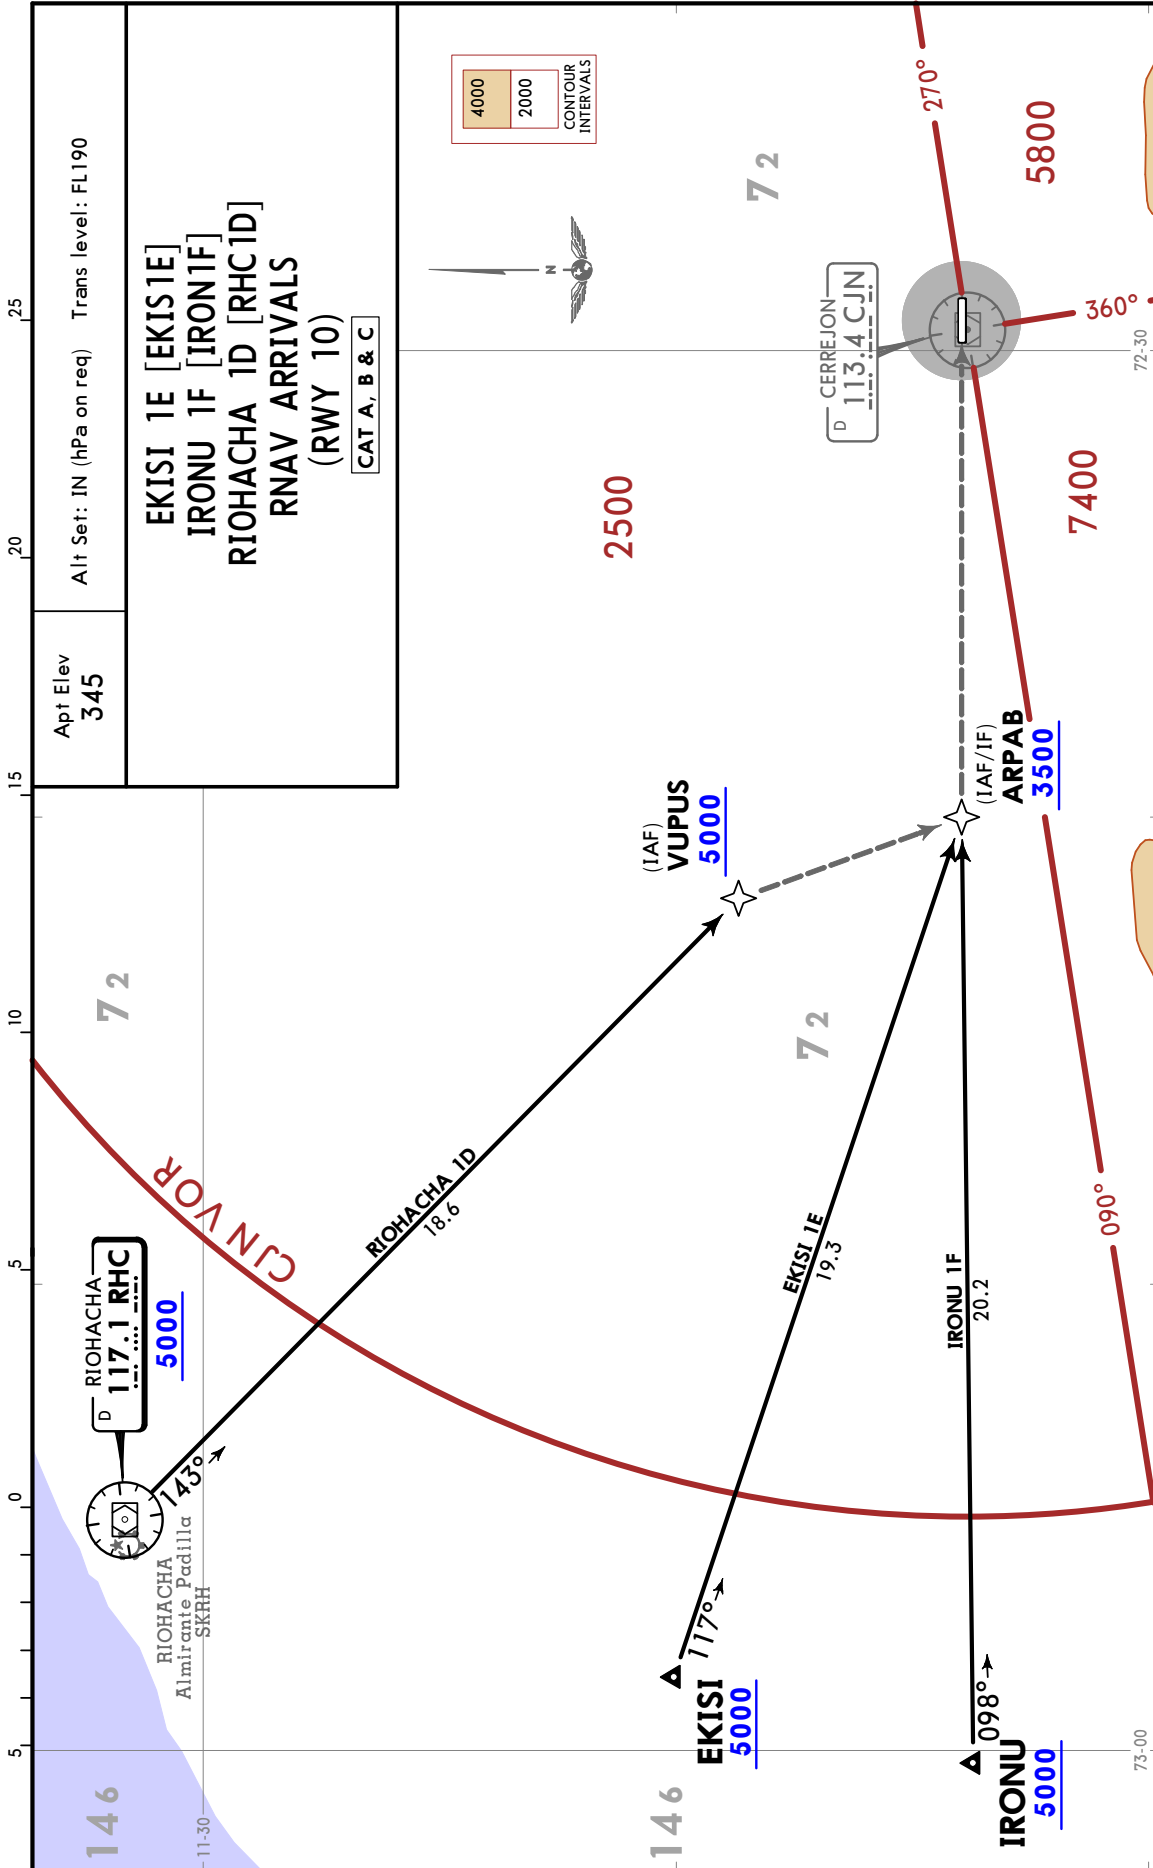 Apt Elev
345
Alt Set: IN (hPa on req) Trans level: FL190
EKISI 1E [EKIS1E]
IRONU 1F [IRON1F]
RIOHACHA 1D [RHC1D]
RNAV ARRIVALS
(RWY 10)
CAT A, B & C
4000
2000
CONTOUR
INTERVALS
N
5
0
5
10
15
20
25
146
72
11-30
RIOHACHA
D
117.1 RHC
5000
RIOHACHA
Almirante Padilla
SKRH
143°
CJN VOR
RIOHACHA 1D
18.6
2500
72
(IAF)
VUPUS
5000
146
EKISI
5000
117°
EKISI 1E
19.3
72
CERREJON
D
113.4 CJN
IRONU
5000
098°
IRONU 1F
20.2
(IAF/IF)
ARPAB
3500
270°
5800
7400
090°
360°
73-00
72-30